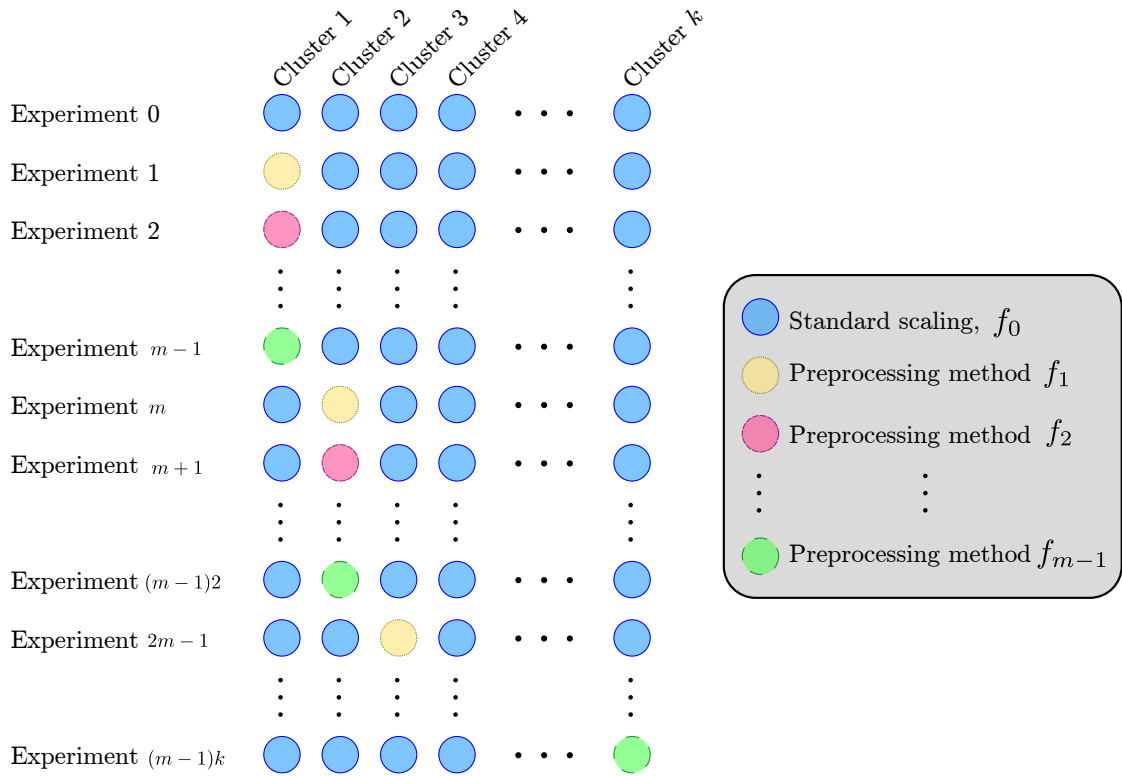 Cluster 1
Cluster 2
Cluster 3
Cluster 4
Cluster k
Experiment 0
Experiment 1
Experiment 2
Experiment m − 1
Experiment m
Experiment m + 1
Experiment (m − 1)2
Experiment 2m − 1
Experiment (m − 1)k
Standard scaling, f₀
Preprocessing method f₁
Preprocessing method f₂
Preprocessing method fₘ₋₁